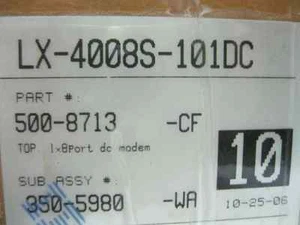 LX-4008S-101DC
PART #:
500-8713 -CF
TOP, 1x8Port dc modem
10
SUB ASSY #:
350-5980 -WA 10-25-06